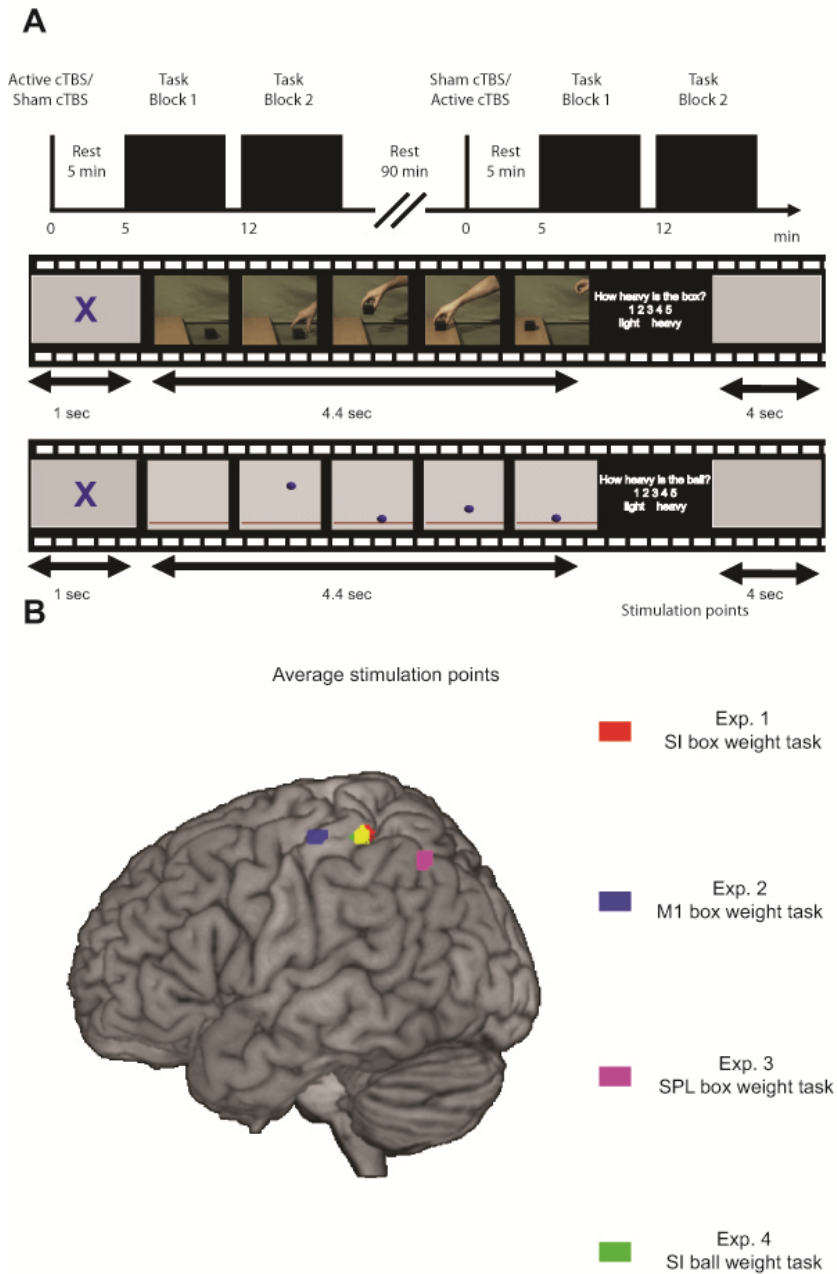 A
Active cTBS/
Sham cTBS
Task
Block 1
Task
Block 2
Sham cTBS/
Active cTBS
Task
Block 1
Task
Block 2
Rest
5 min
Rest
90 min
Rest
5 min
0
5
12
0
5
12
min
X
How heavy is the box?
1 2 3 4 5
light heavy
1 sec
4.4 sec
4 sec
X
How heavy is the ball?
1 2 3 4 5
light heavy
1 sec
4.4 sec
4 sec
B
Stimulation points
Average stimulation points
Exp. 1
SI box weight task
Exp. 2
M1 box weight task
Exp. 3
SPL box weight task
Exp. 4
SI ball weight task